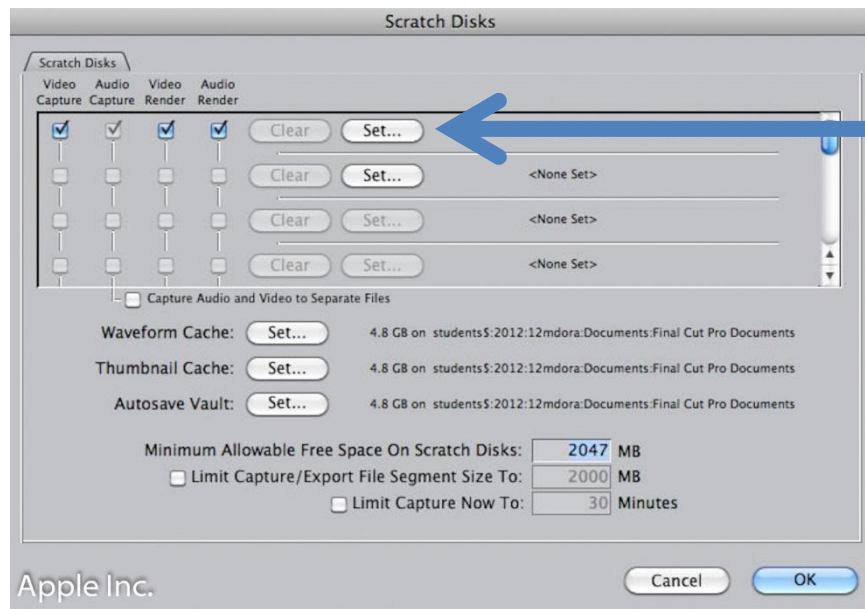 Scratch Disks
Scratch Disks
Video Audio Video Audio
Capture Capture Render Render
Clear Set...
Clear Set... <None Set>
Clear Set... <None Set>
Clear Set... <None Set>
Capture Audio and Video to Separate Files
Waveform Cache: Set... 4.8 GB on students$:2012:12mdora:Documents:Final Cut Pro Documents
Thumbnail Cache: Set... 4.8 GB on students$:2012:12mdora:Documents:Final Cut Pro Documents
Autosave Vault: Set... 4.8 GB on students$:2012:12mdora:Documents:Final Cut Pro Documents
Minimum Allowable Free Space On Scratch Disks: 2047 MB
Limit Capture/Export File Segment Size To: 2000 MB
Limit Capture Now To: 30 Minutes
Apple Inc.
Cancel OK